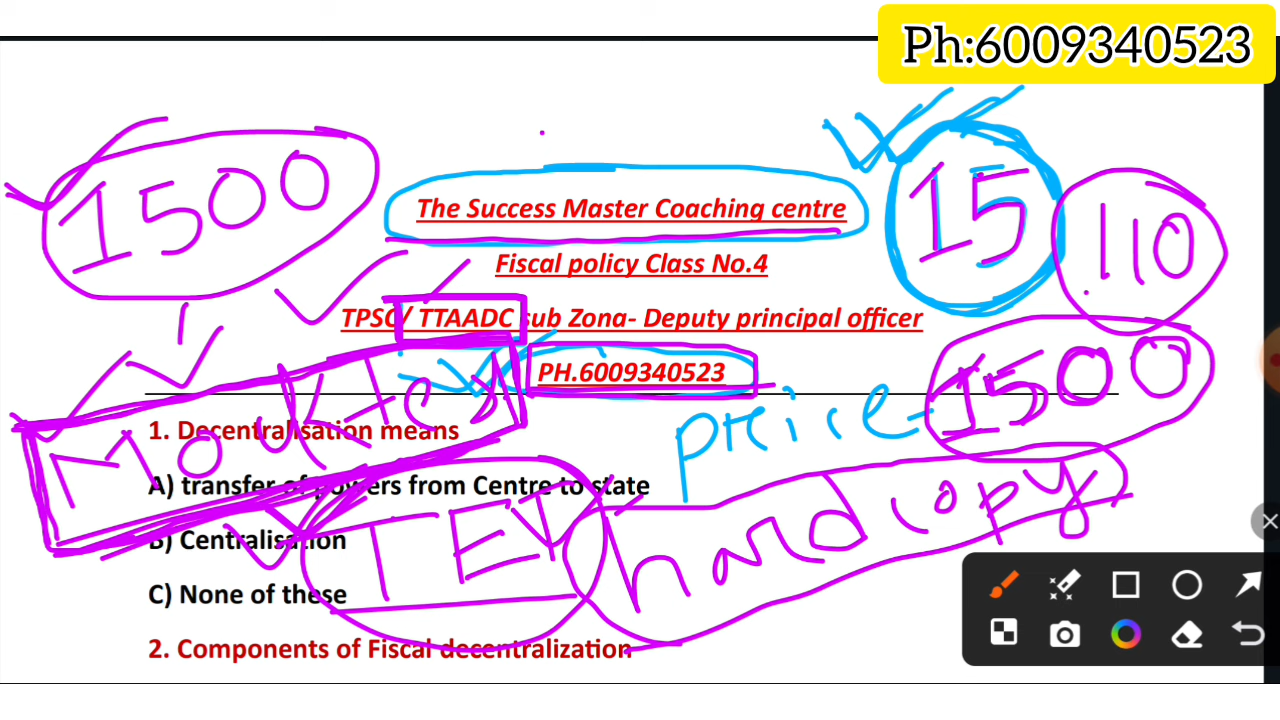 Ph:6009340523
1500
15
110
The Success Master Coaching centre
Fiscal policy Class No.4
TPSC/ TTAADC sub Zona- Deputy principal officer
PH.6009340523
price-1500
Mock Test
1. Decentralisation means
A) transfer of powers from Centre to state
hard copy
B) Centralisation
C) None of these
2. Components of Fiscal decentralization